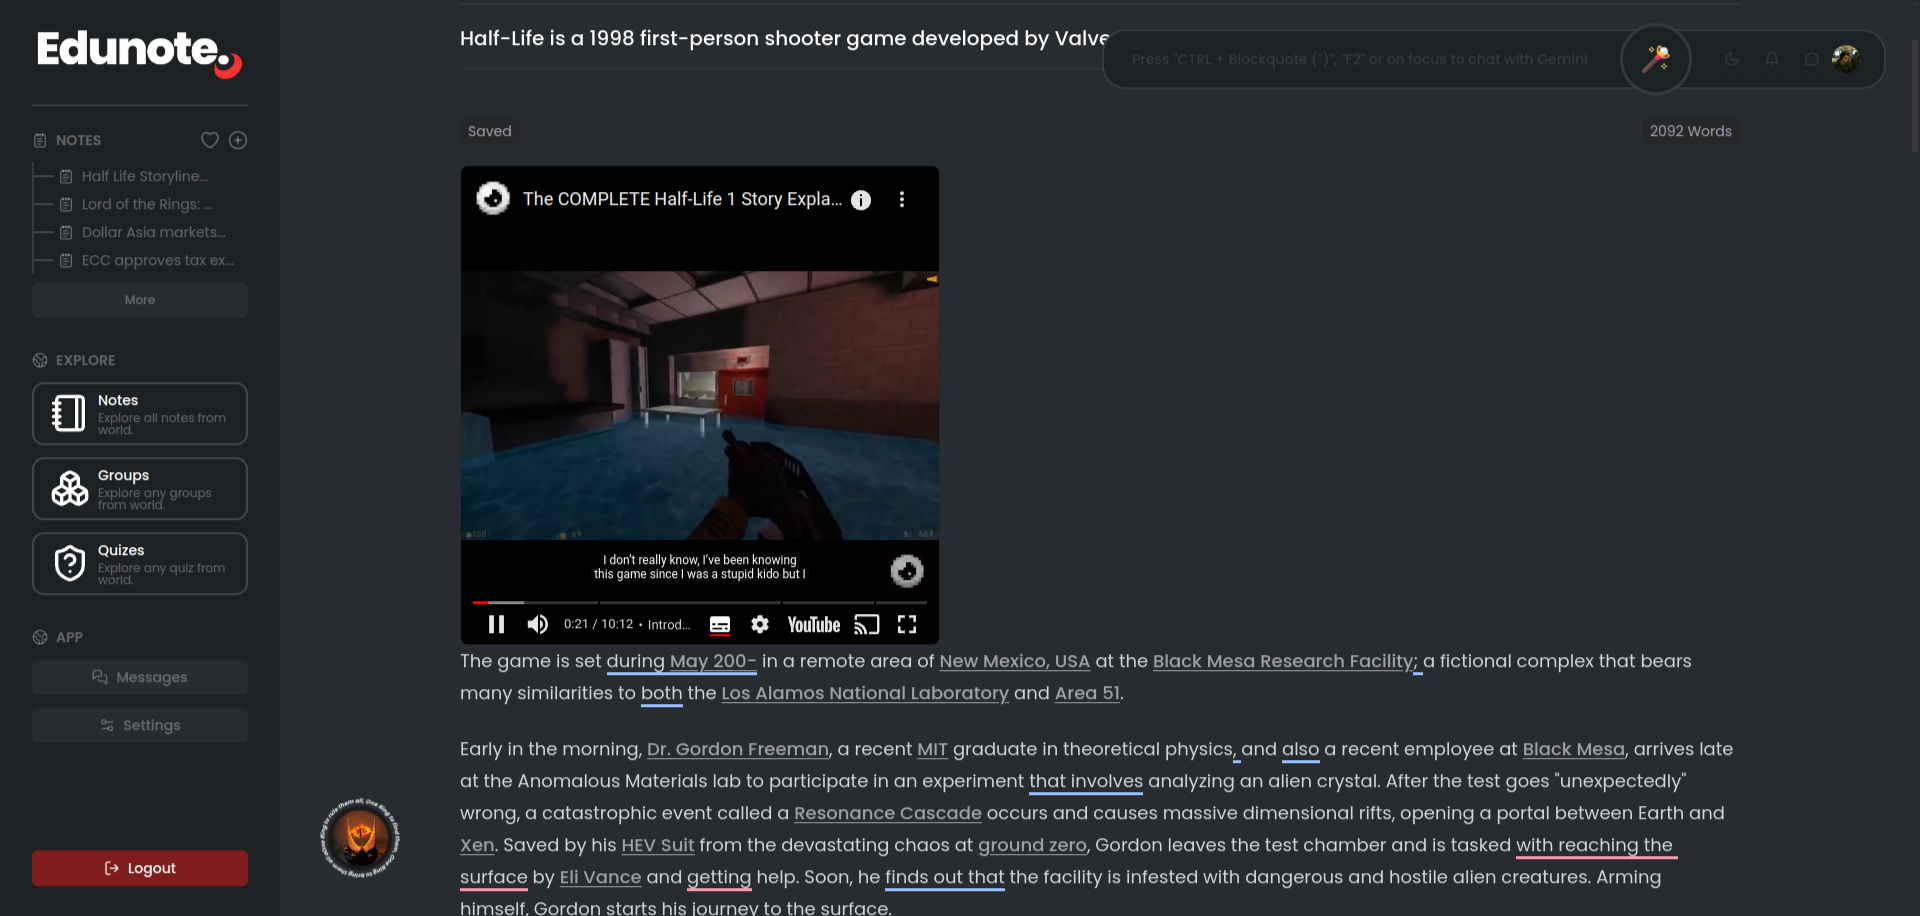 Edunote.
NOTES
Half Life Storyline...
Lord of the Rings: ...
Dollar Asia markets...
ECC approves tax ex...
More
EXPLORE
Notes
Explore all notes from
world.
Groups
Explore any groups
from world.
Quizes
Explore any quiz from
world.
APP
Messages
Settings
Logout
Half-Life is a 1998 first-person shooter game developed by Valve
Press "CTRL + Blockquote (")", "F2" or on focus to chat with Gemini
Saved
2092 Words
The COMPLETE Half-Life 1 Story Expla...
I don't really know, I've been knowing
this game since I was a stupid kido but I
0:21 / 10:12 • Introd...
YouTube
The game is set during May 200- in a remote area of New Mexico, USA at the Black Mesa Research Facility; a fictional complex that bears
many similarities to both the Los Alamos National Laboratory and Area 51.
Early in the morning, Dr. Gordon Freeman, a recent MIT graduate in theoretical physics, and also a recent employee at Black Mesa, arrives late
at the Anomalous Materials lab to participate in an experiment that involves analyzing an alien crystal. After the test goes "unexpectedly"
wrong, a catastrophic event called a Resonance Cascade occurs and causes massive dimensional rifts, opening a portal between Earth and
Xen. Saved by his HEV Suit from the devastating chaos at ground zero, Gordon leaves the test chamber and is tasked with reaching the
surface by Eli Vance and getting help. Soon, he finds out that the facility is infested with dangerous and hostile alien creatures. Arming
himself, Gordon starts his journey to the surface.